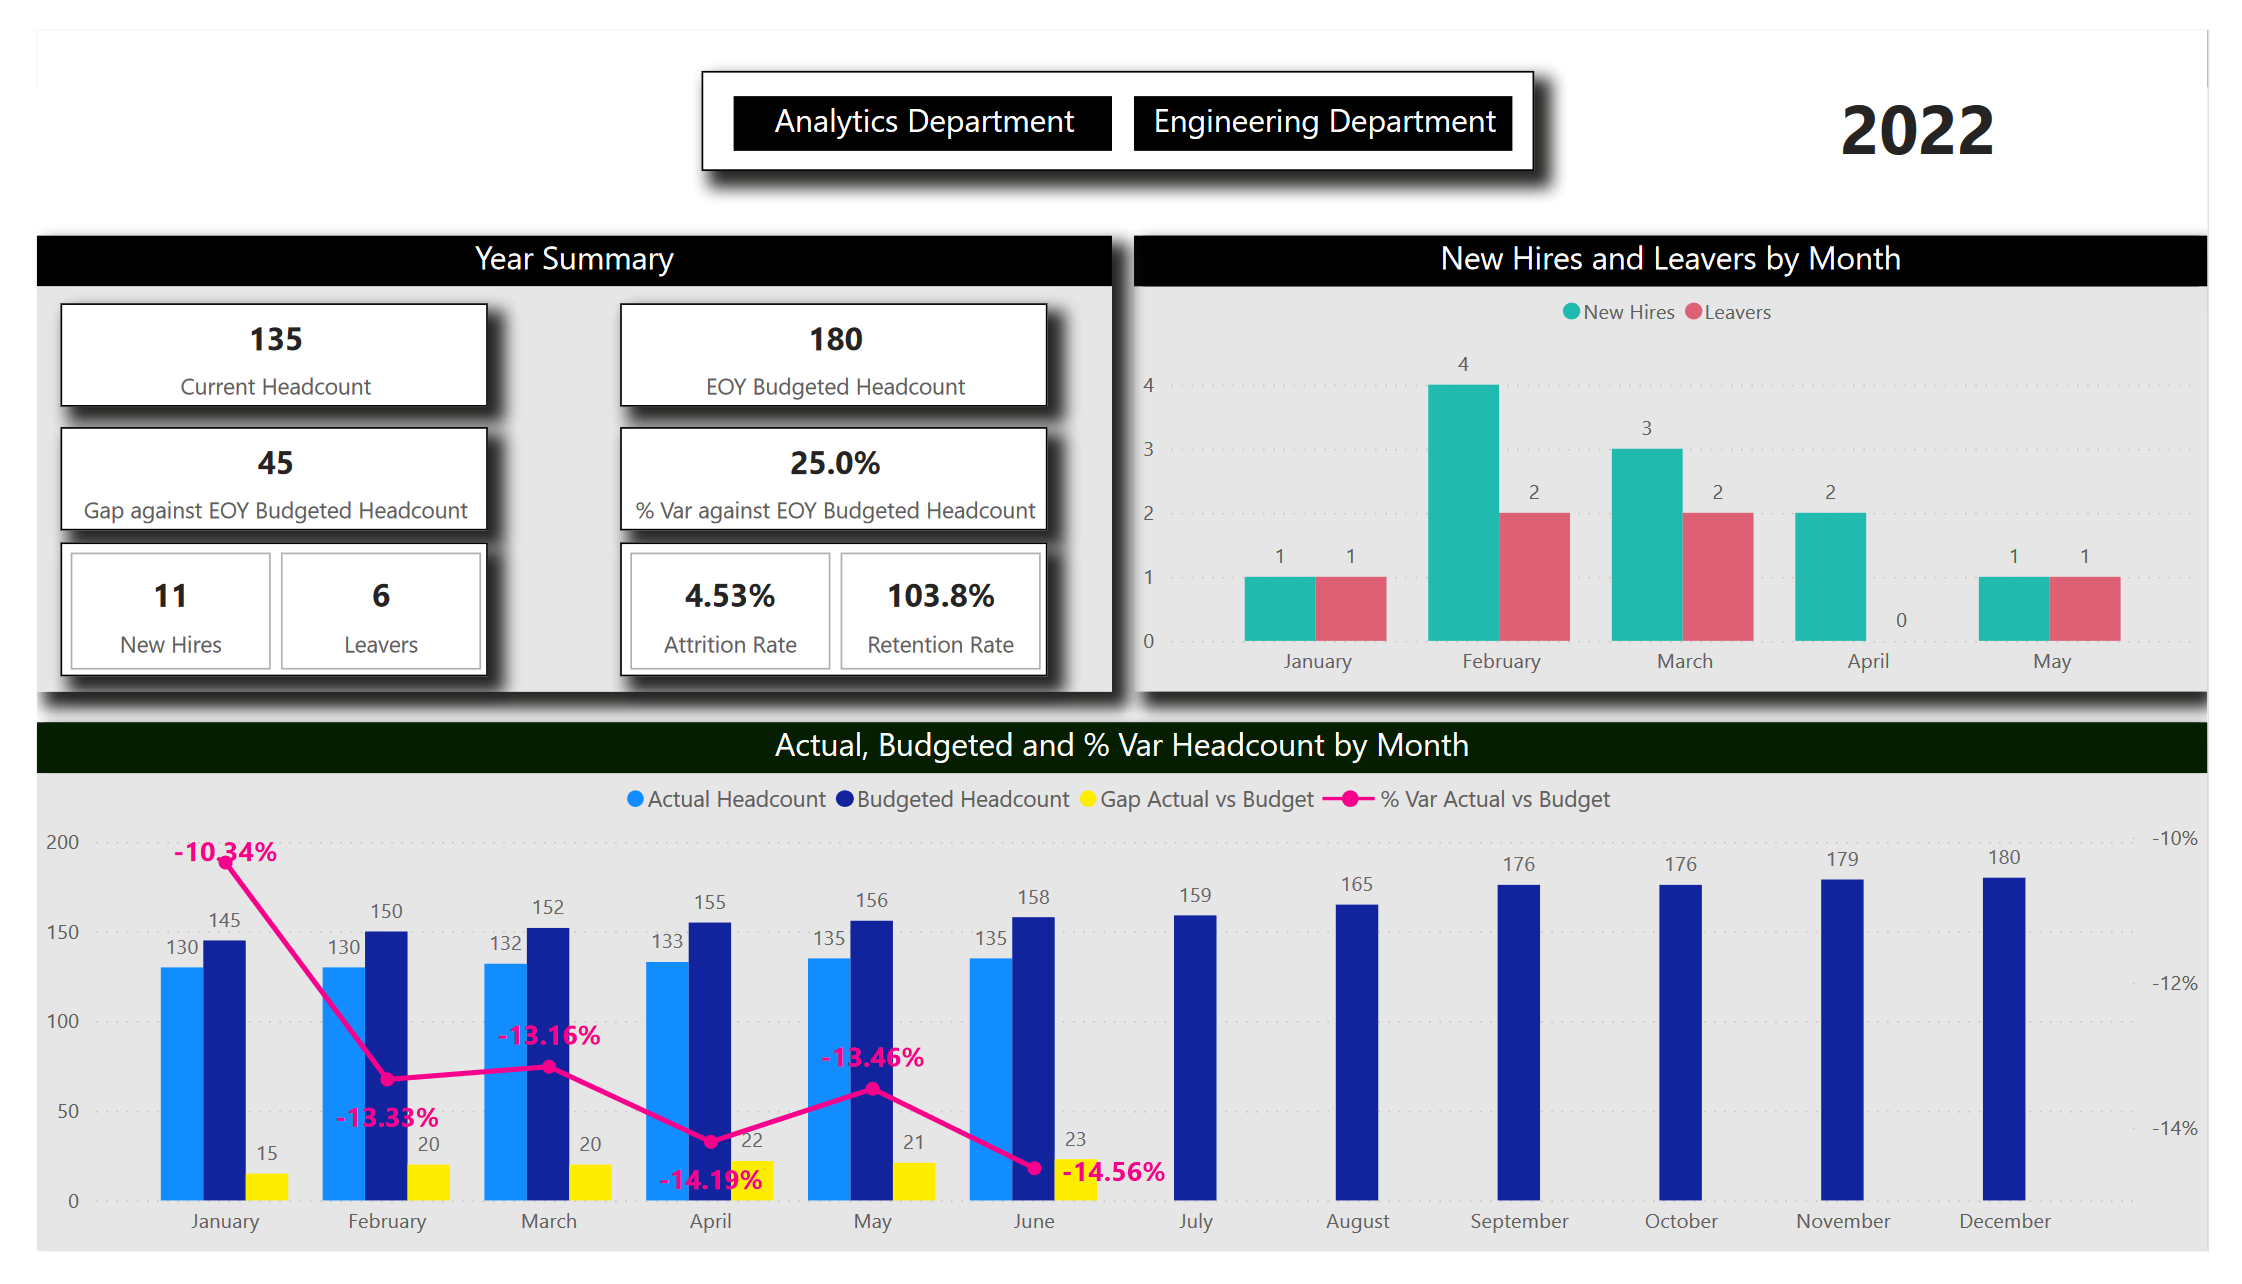 Analytics Department
Engineering Department
2022
Year Summary
135
Current Headcount
180
EOY Budgeted Headcount
45
Gap against EOY Budgeted Headcount
25.0%
% Var against EOY Budgeted Headcount
11
New Hires
6
Leavers
4.53%
Attrition Rate
103.8%
Retention Rate
New Hires and Leavers by Month
New Hires Leavers
4
3
2
1
0
1 1
4 2
3 2
2 0
1 1
January February March April May
Actual, Budgeted and % Var Headcount by Month
Actual Headcount Budgeted Headcount Gap Actual vs Budget % Var Actual vs Budget
200
150
100
50
0
-10%
-12%
-14%
-10.34%
130 145 15
-13.33%
130 150 20
-13.16%
132 152 20
-14.19%
133 155 22
-13.46%
135 156 21
-14.56%
135 158 23
159
165
176
176
179
180
January February March April May June July August September October November December